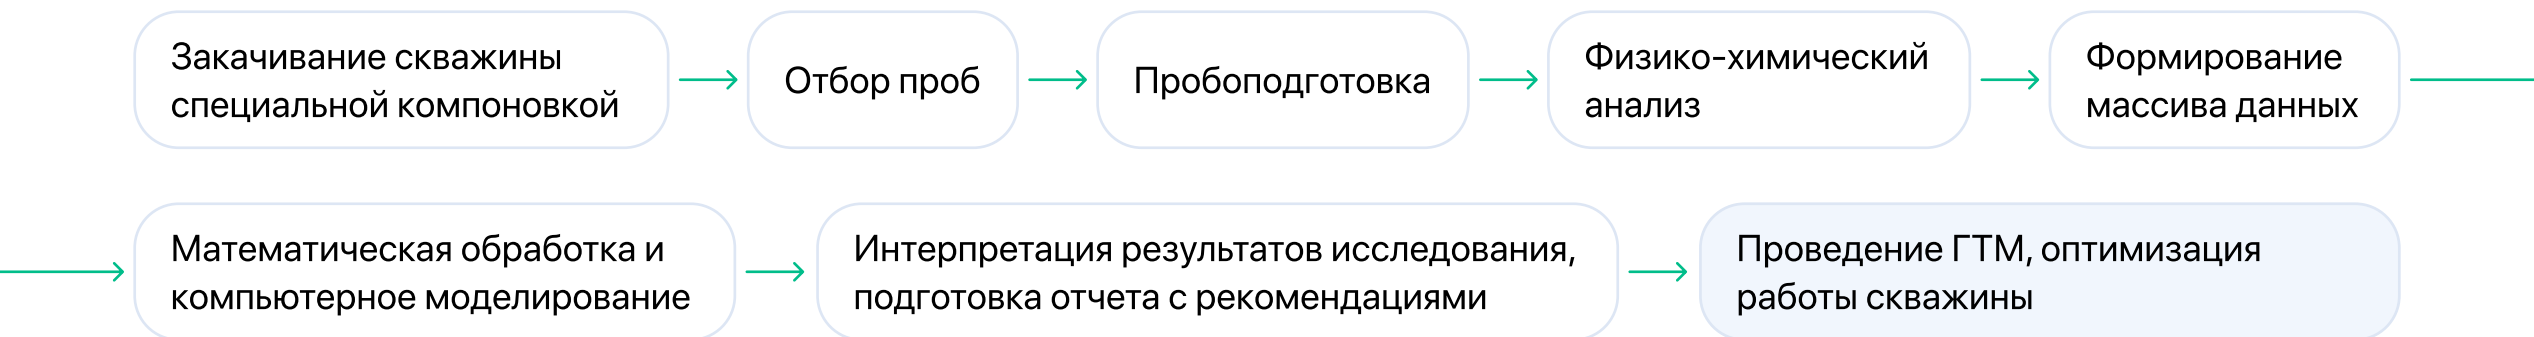 Закачивание скважины
специальной компоновкой
Отбор проб
Пробоподготовка
Физико-химический
анализ
Формирование
массива данных
Математическая обработка и
компьютерное моделирование
Интерпретация результатов исследования,
подготовка отчета с рекомендациями
Проведение ГТМ, оптимизация
работы скважины